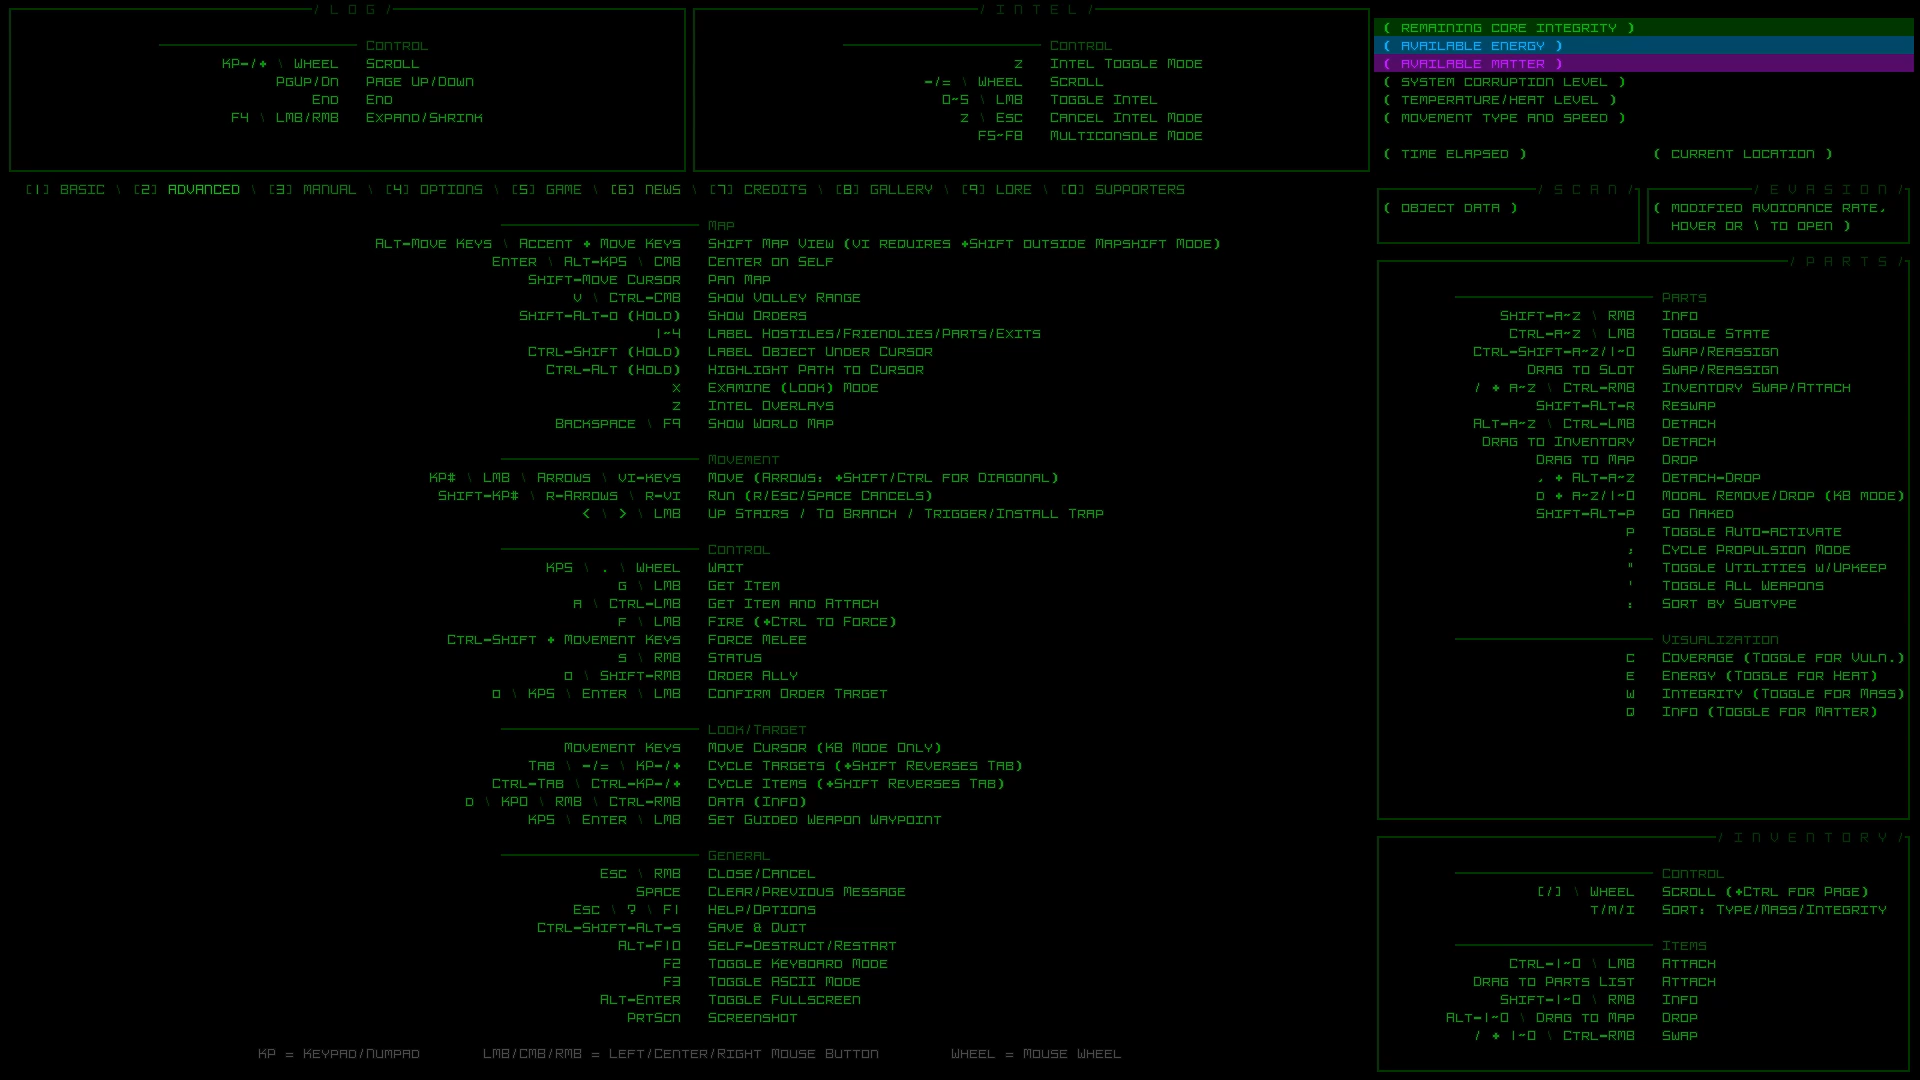 / L O G /
Control
KP-/+ \ Wheel Scroll
PgUp/Dn Page Up/Down
End End
F4 \ LMB/RMB Expand/Shrink
/ I N T E L /
Control
z Intel Toggle Mode
-/= \ Wheel Scroll
0~5 \ LMB Toggle Intel
z \ Esc Cancel Intel Mode
F5~F8 Multiconsole Mode
( Remaining Core Integrity )
( Available Energy )
( Available Matter )
( System Corruption Level )
( Temperature/Heat Level )
( Movement Type and Speed )
( Time Elapsed ) ( Current Location )
[1] Basic \ [2] Advanced \ [3] Manual \ [4] Options \ [5] Game \ [6] News \ [7] Credits \ [8] Gallery \ [9] Lore \ [0] Supporters
/ S C A N /
( Object Data )
/ E V A S I O N /
( Modified Avoidance Rate,
Hover or \ to Open )
Map
Alt-Move Keys \ Accent + Move Keys Shift Map View (vi requires +Shift outside Mapshift Mode)
Enter \ Alt-KP5 \ CMB Center on Self
Shift-Move Cursor Pan Map
v \ Ctrl-CMB Show Volley Range
Shift-Alt-o (Hold) Show Orders
1~4 Label Hostiles/Friendlies/Parts/Exits
Ctrl-Shift (Hold) Label Object Under Cursor
Ctrl-Alt (Hold) Highlight Path to Cursor
x Examine (Look) Mode
z Intel Overlays
Backspace \ F9 Show World Map
Movement
KP# \ LMB \ Arrows \ vi-keys Move (Arrows: +Shift/Ctrl for Diagonal)
Shift-KP# \ r-Arrows \ r-vi Run (r/Esc/Space Cancels)
< \ > \ LMB Up Stairs / To Branch / Trigger/Install Trap
Control
KP5 \ . \ Wheel Wait
g \ LMB Get Item
a \ Ctrl-LMB Get Item and Attach
f \ LMB Fire (+Ctrl to Force)
Ctrl-Shift + Movement Keys Force Melee
s \ RMB Status
o \ Shift-RMB Order Ally
o \ KP5 \ Enter \ LMB Confirm Order Target
Look/Target
Movement Keys Move Cursor (KB Mode Only)
Tab \ -/= \ KP-/+ Cycle Targets (+Shift Reverses Tab)
Ctrl-Tab \ Ctrl-KP-/+ Cycle Items (+Shift Reverses Tab)
d \ KP0 \ RMB \ Ctrl-RMB Data (Info)
KP5 \ Enter \ LMB Set Guided Weapon Waypoint
General
Esc \ RMB Close/Cancel
Space Clear/Previous Message
Esc \ ? \ F1 Help/Options
Ctrl-Shift-Alt-s Save & Quit
Alt-F10 Self-Destruct/Restart
F2 Toggle Keyboard Mode
F3 Toggle ASCII Mode
Alt-Enter Toggle Fullscreen
PrtScn Screenshot
KP = Keypad/Numpad LMB/CMB/RMB = Left/Center/Right Mouse Button Wheel = Mouse Wheel
/ P A R T S /
Parts
Shift-a~z \ RMB Info
Ctrl-a~z \ LMB Toggle State
Ctrl-Shift-a~z/1~0 Swap/Reassign
Drag to Slot Swap/Reassign
/ + a~z \ Ctrl-RMB Inventory Swap/Attach
Shift-Alt-r Reswap
Alt-a~z \ Ctrl-LMB Detach
Drag to Inventory Detach
Drag to Map Drop
, + Alt-a~z Detach-Drop
d + a~z/1~0 Modal Remove/Drop (KB mode)
Shift-Alt-p Go Naked
p Toggle Auto-activate
; Cycle Propulsion Mode
" Toggle Utilities w/Upkeep
' Toggle All Weapons
: Sort by Subtype
Visualization
c Coverage (Toggle for Vuln.)
e Energy (Toggle for Heat)
w Integrity (Toggle for Mass)
q Info (Toggle for Matter)
/ I N V E N T O R Y /
Control
[/] \ Wheel Scroll (+Ctrl for Page)
t/m/i Sort: Type/Mass/Integrity
Items
Ctrl-1~0 \ LMB Attach
Drag to Parts List Attach
Shift-1~0 \ RMB Info
Alt-1~0 \ Drag to Map Drop
/ + 1~0 \ Ctrl-RMB Swap